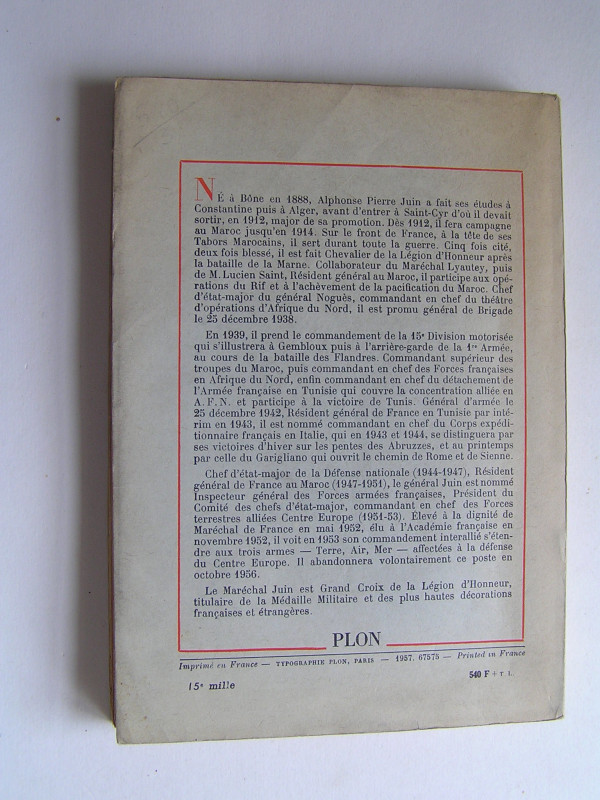 NÉ à Bône en 1888, Alphonse Pierre Juin a fait ses études à
Constantine puis à Alger, avant d'entrer à Saint-Cyr d'où il devait
sortir, en 1912, major de sa promotion. Dès 1912, il fera campagne
au Maroc jusqu'en 1914. Sur le front de France, à la tête de ses
Tabors Marocains, il sert durant toute la guerre. Cinq fois cité,
deux fois blessé, il est fait Chevalier de la Légion d'Honneur après
la bataille de la Marne. Collaborateur du Maréchal Lyautey, puis
de M. Lucien Saint, Résident général au Maroc, il participe aux opé-
rations du Rif et à l'achèvement de la pacification du Maroc. Chef
d'état-major du général Noguès, commandant en chef du théâtre
d'opérations d'Afrique du Nord, il est promu général de Brigade
le 25 décembre 1938.
En 1939, il prend le commandement de la 15e Division motorisée
qui s'illustrera à Gembloux puis à l'arrière-garde de la 1re Armée,
au cours de la bataille des Flandres. Commandant supérieur des
troupes du Maroc, puis commandant en chef des Forces françaises
en Afrique du Nord, enfin commandant en chef du détachement de
l'Armée française en Tunisie qui couvre la concentration alliée en
A. F. N. et participe à la victoire de Tunis. Général d'armée le
25 décembre 1942, Résident général de France en Tunisie par inté-
rim en 1943, il est nommé commandant en chef du Corps expédi-
tionnaire français en Italie, qui en 1943 et 1944, se distinguera par
ses victoires d'hiver sur les pentes des Abruzzes, et au printemps
par celle du Garigliano qui ouvrit le chemin de Rome et de Sienne.
Chef d'état-major de la Défense nationale (1944-1947), Résident
général de France au Maroc (1947-1951), le général Juin est nommé
Inspecteur général des Forces armées françaises, Président du
Comité des chefs d'état-major, commandant en chef des Forces
terrestres alliées Centre Europe (1951-53). Élevé à la dignité de
Maréchal de France en mai 1952, élu à l'Académie française en
novembre 1952, il voit en 1953 son commandement interallié s'éten-
dre aux trois armes — Terre, Air, Mer — affectées à la défense
du Centre Europe. Il abandonnera volontairement ce poste en
octobre 1956.
Le Maréchal Juin est Grand Croix de la Légion d'Honneur,
titulaire de la Médaille Militaire et des plus hautes décorations
françaises et étrangères.
PLON
Imprimé en France — TYPOGRAPHIE PLON, PARIS — 1957. 67575 — Printed in France
15e mille
540 F + T. L.